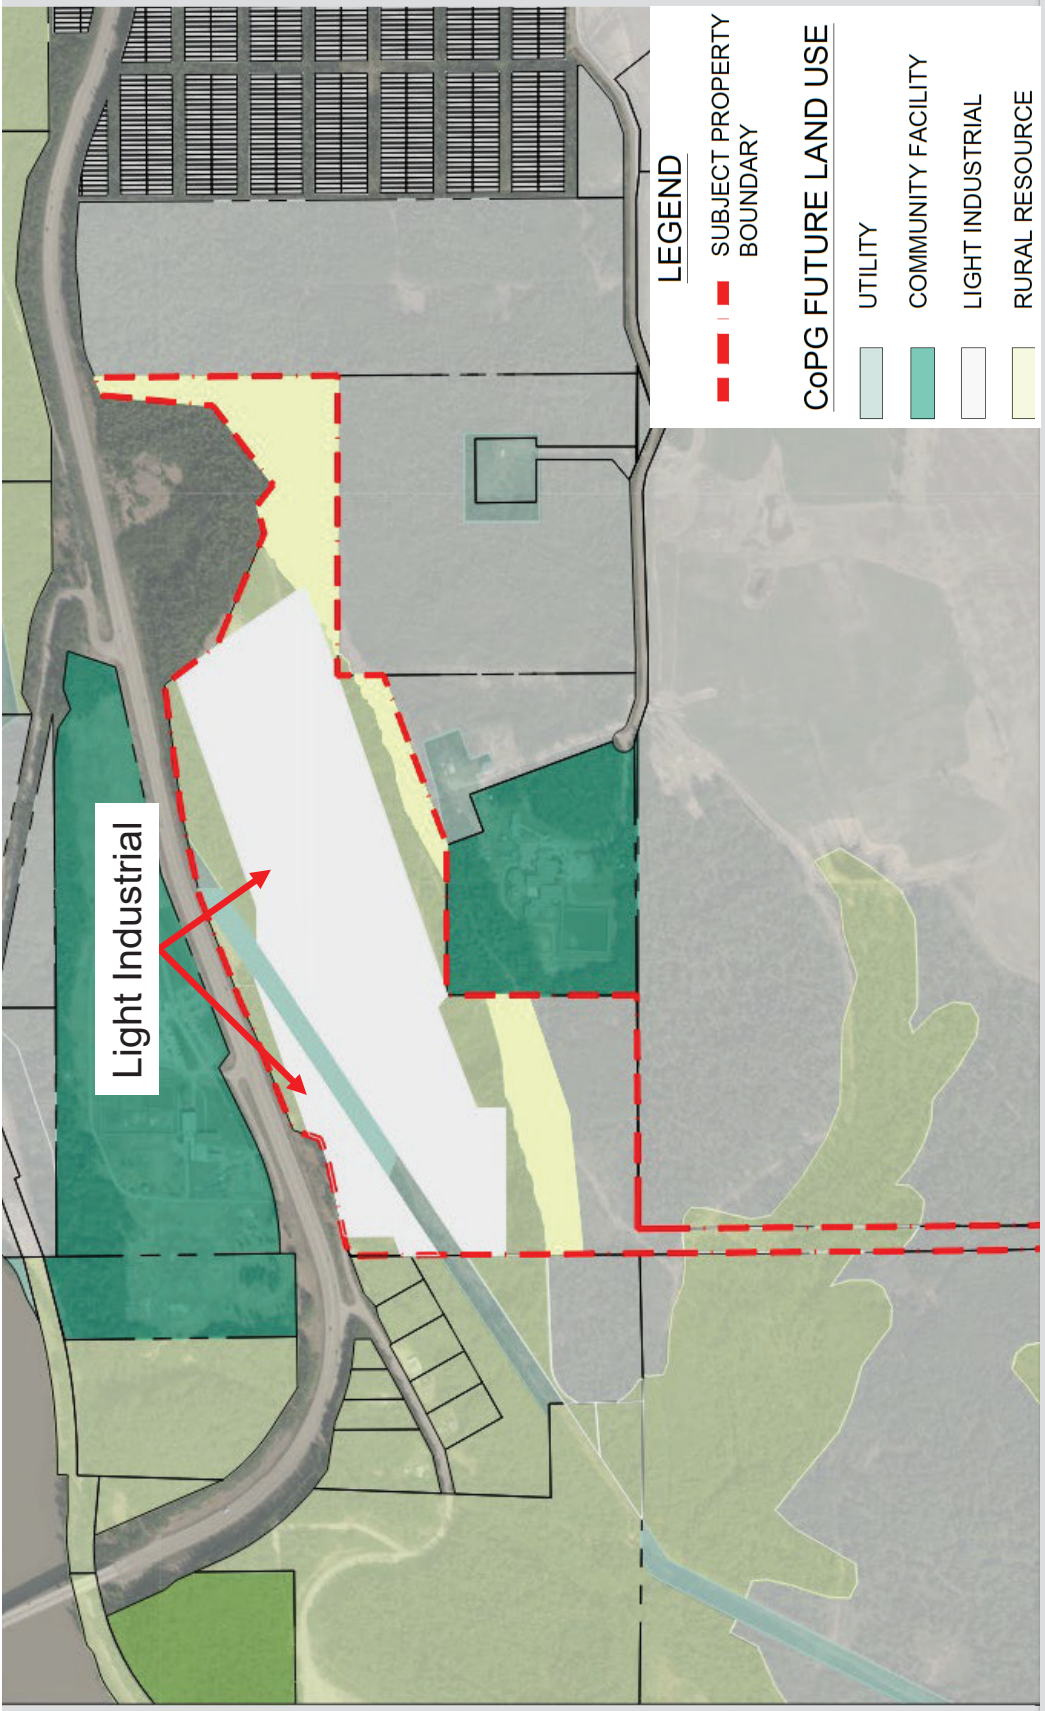 Light Industrial
LEGEND
SUBJECT PROPERTY
BOUNDARY
CoPG FUTURE LAND USE
UTILITY
COMMUNITY FACILITY
LIGHT INDUSTRIAL
RURAL RESOURCE